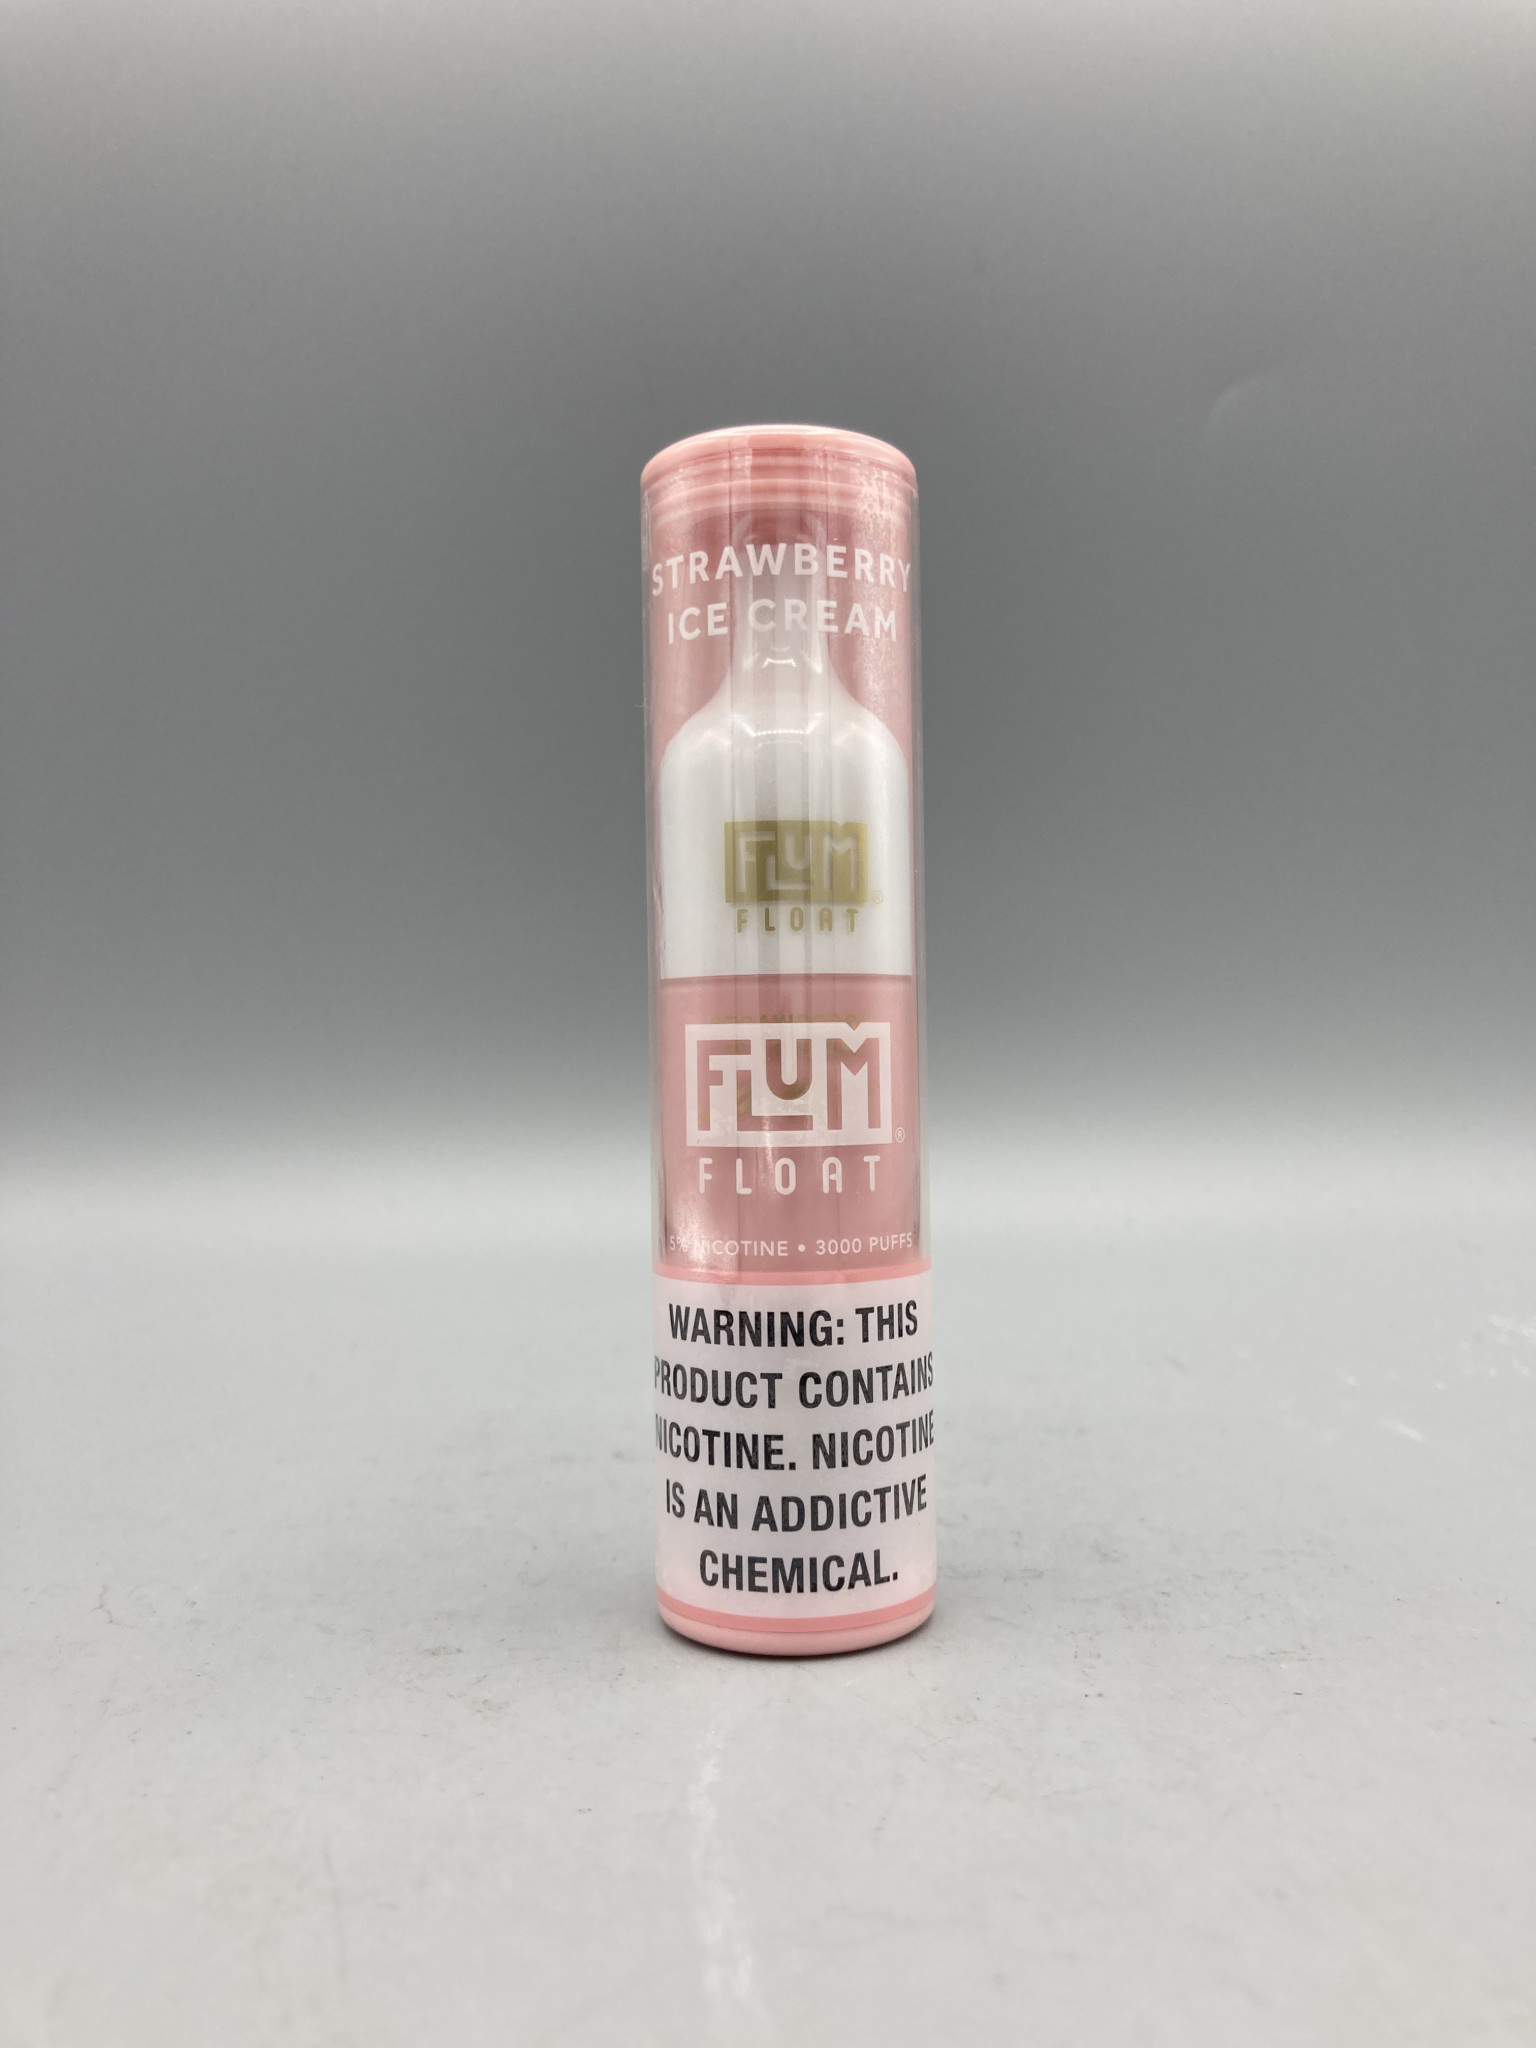 STRAWBERRY
ICE CREAM
FLUM®
FLOAT
FLUM®
FLOAT
5% NICOTINE • 3000 PUFFS
WARNING: THIS
PRODUCT CONTAINS
NICOTINE. NICOTINE
IS AN ADDICTIVE
CHEMICAL.